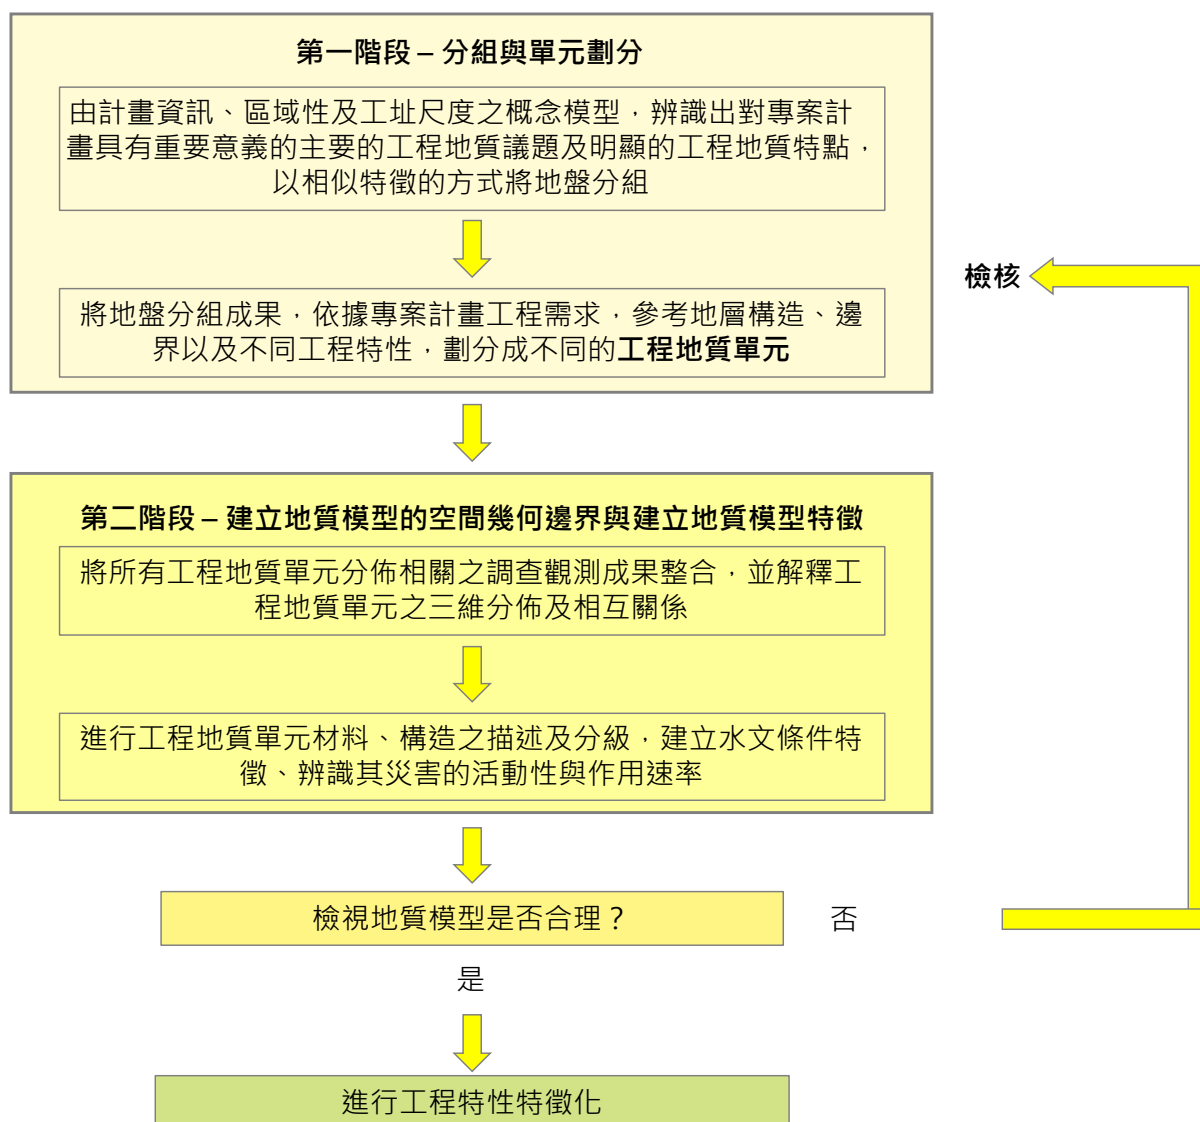 第一階段 – 分組與單元劃分
由計畫資訊、區域性及工址尺度之概念模型，辨識出對專案計
畫具有重要意義的主要的工程地質議題及明顯的工程地質特點，
以相似特徵的方式將地盤分組
檢核
將地盤分組成果，依據專案計畫工程需求，參考地層構造、邊
界以及不同工程特性，劃分成不同的工程地質單元
第二階段 – 建立地質模型的空間幾何邊界與建立地質模型特徵
將所有工程地質單元分佈相關之調查觀測成果整合，並解釋工
程地質單元之三維分佈及相互關係
進行工程地質單元材料、構造之描述及分級，建立水文條件特
徵、辨識其災害的活動性與作用速率
檢視地質模型是否合理？
否
是
進行工程特性特徵化